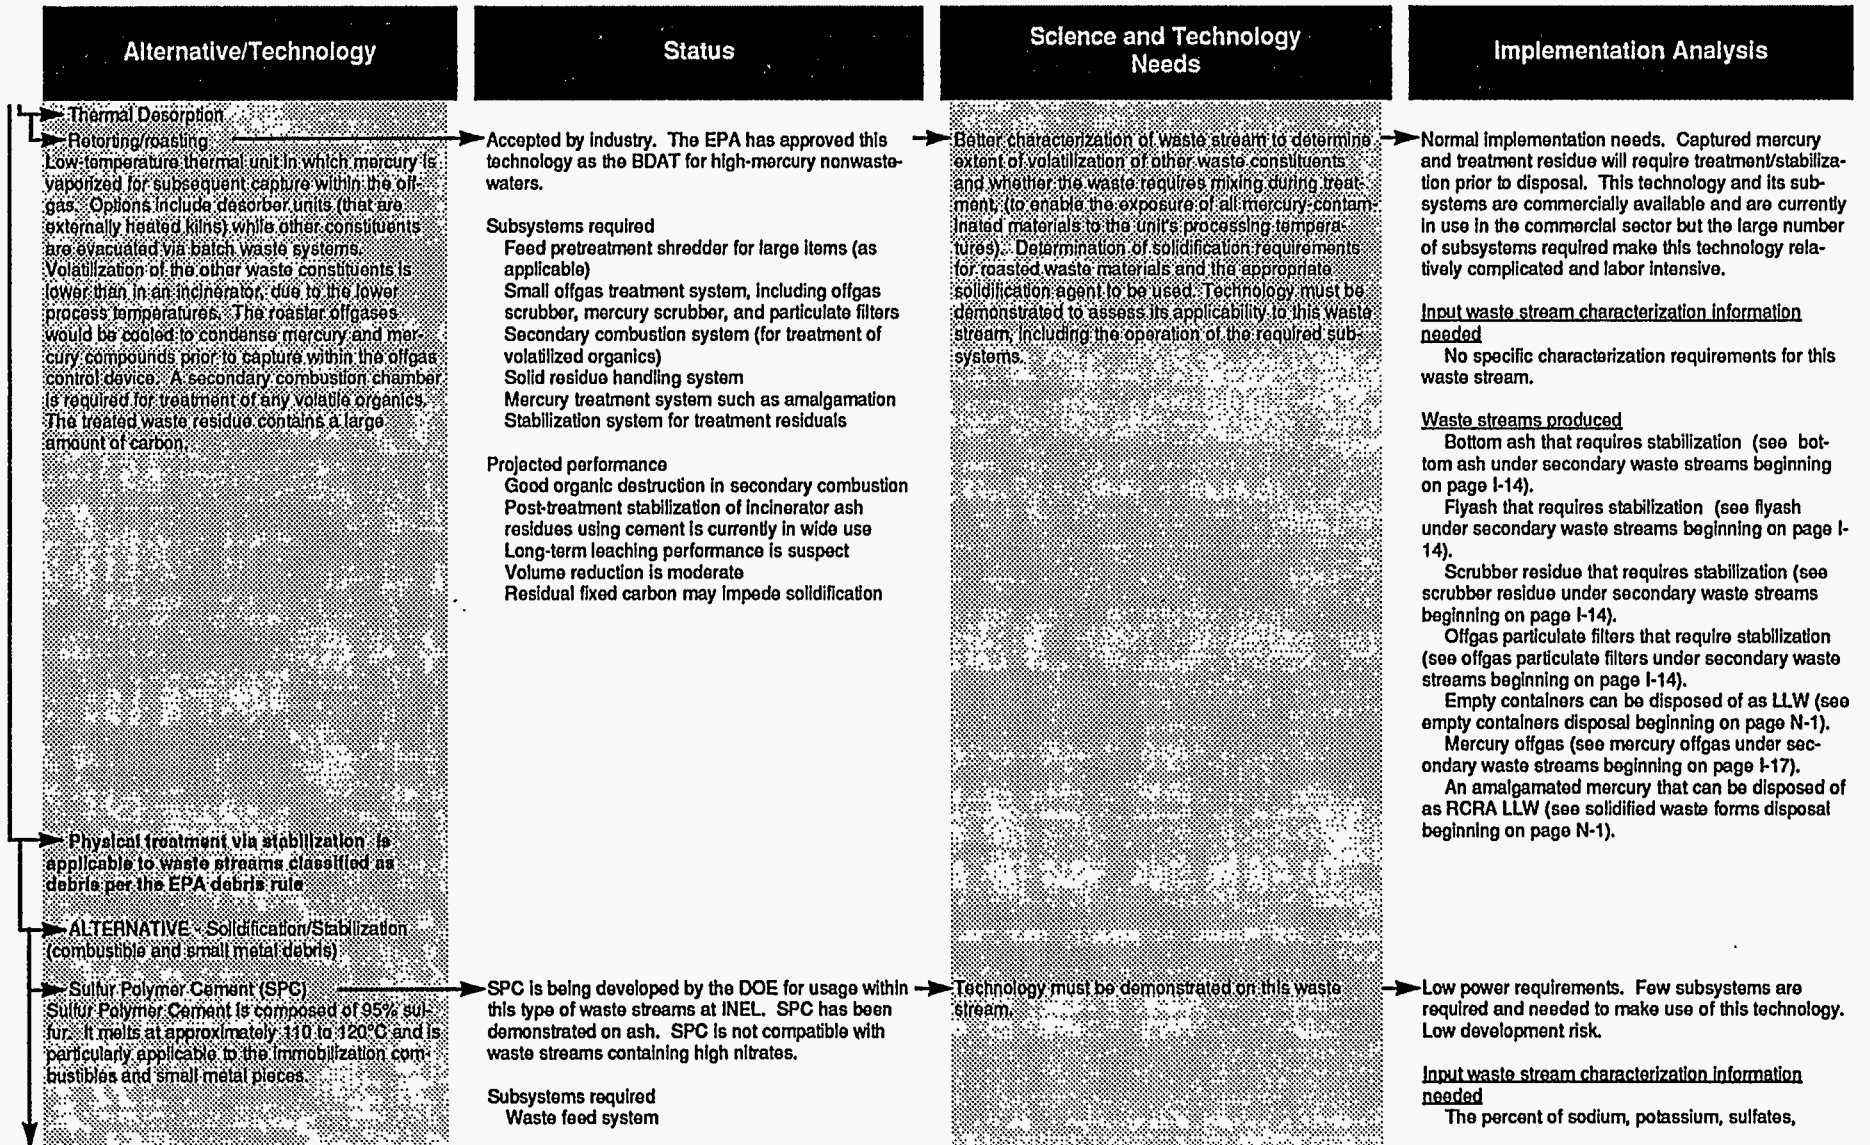 Alternative/Technology
Status
Science and Technology
Needs
Implementation Analysis
Thermal Desorption
Retorting/roasting
Low-temperature thermal unit in which mercury is
vaporized for subsequent capture within the off-
gas. Options include desorber units (that are
externally heated kilns) while other constituents
are evacuated via batch waste systems.
Volatilization of the other waste constituents is
lower than in an incinerator, due to the lower
process temperatures. The roaster offgases
would be cooled to condense mercury and mer-
cury compounds prior to capture within the offgas
control device. A secondary combustion chamber
is required for treatment of any volatile organics.
The treated waste residue contains a large
amount of carbon.
Physical treatment via stabilization is
applicable to waste streams classified as
debris per the EPA debris rule
ALTERNATIVE - Solidification/Stabilization
(combustible and small metal debris)
Sulfur Polymer Cement (SPC)
Sulfur Polymer Cement is composed of 95% sul-
fur. It melts at approximately 110 to 120°C and is
particularly applicable to the immobilization com-
bustibles and small metal pieces.
Accepted by industry. The EPA has approved this
technology as the BDAT for high-mercury nonwaste-
waters.
Subsystems required
Feed pretreatment shredder for large items (as
applicable)
Small offgas treatment system, including offgas
scrubber, mercury scrubber, and particulate filters
Secondary combustion system (for treatment of
volatilized organics)
Solid residue handling system
Mercury treatment system such as amalgamation
Stabilization system for treatment residuals
Projected performance
Good organic destruction in secondary combustion
Post-treatment stabilization of incinerator ash
residues using cement is currently in wide use
Long-term leaching performance is suspect
Volume reduction is moderate
Residual fixed carbon may impede solidification
SPC is being developed by the DOE for usage within
this type of waste streams at INEL. SPC has been
demonstrated on ash. SPC is not compatible with
waste streams containing high nitrates.
Subsystems required
Waste feed system
Better characterization of waste stream to determine
extent of volatilization of other waste constituents
and whether the waste requires mixing during treat-
ment, (to enable the exposure of all mercury-contam-
inated materials to the unit's processing tempera-
tures). Determination of solidification requirements
for roasted waste materials and the appropriate
solidification agent to be used. Technology must be
demonstrated to assess its applicability to this waste
stream, including the operation of the required sub-
systems.
Technology must be demonstrated on this waste
stream.
Normal implementation needs. Captured mercury
and treatment residue will require treatment/stabiliza-
tion prior to disposal. This technology and its sub-
systems are commercially available and are currently
in use in the commercial sector but the large number
of subsystems required make this technology rela-
tively complicated and labor intensive.
Input waste stream characterization information
needed
No specific characterization requirements for this
waste stream.
Waste streams produced
Bottom ash that requires stabilization (see bot-
tom ash under secondary waste streams beginning
on page I-14).
Flyash that requires stabilization (see flyash
under secondary waste streams beginning on page I-
14).
Scrubber residue that requires stabilization (see
scrubber residue under secondary waste streams
beginning on page I-14).
Offgas particulate filters that require stabilization
(see offgas particulate filters under secondary waste
streams beginning on page I-14).
Empty containers can be disposed of as LLW (see
empty containers disposal beginning on page N-1).
Mercury offgas (see mercury offgas under sec-
ondary waste streams beginning on page I-17).
An amalgamated mercury that can be disposed of
as RCRA LLW (see solidified waste forms disposal
beginning on page N-1).
Low power requirements. Few subsystems are
required and needed to make use of this technology.
Low development risk.
Input waste stream characterization information
needed
The percent of sodium, potassium, sulfates,